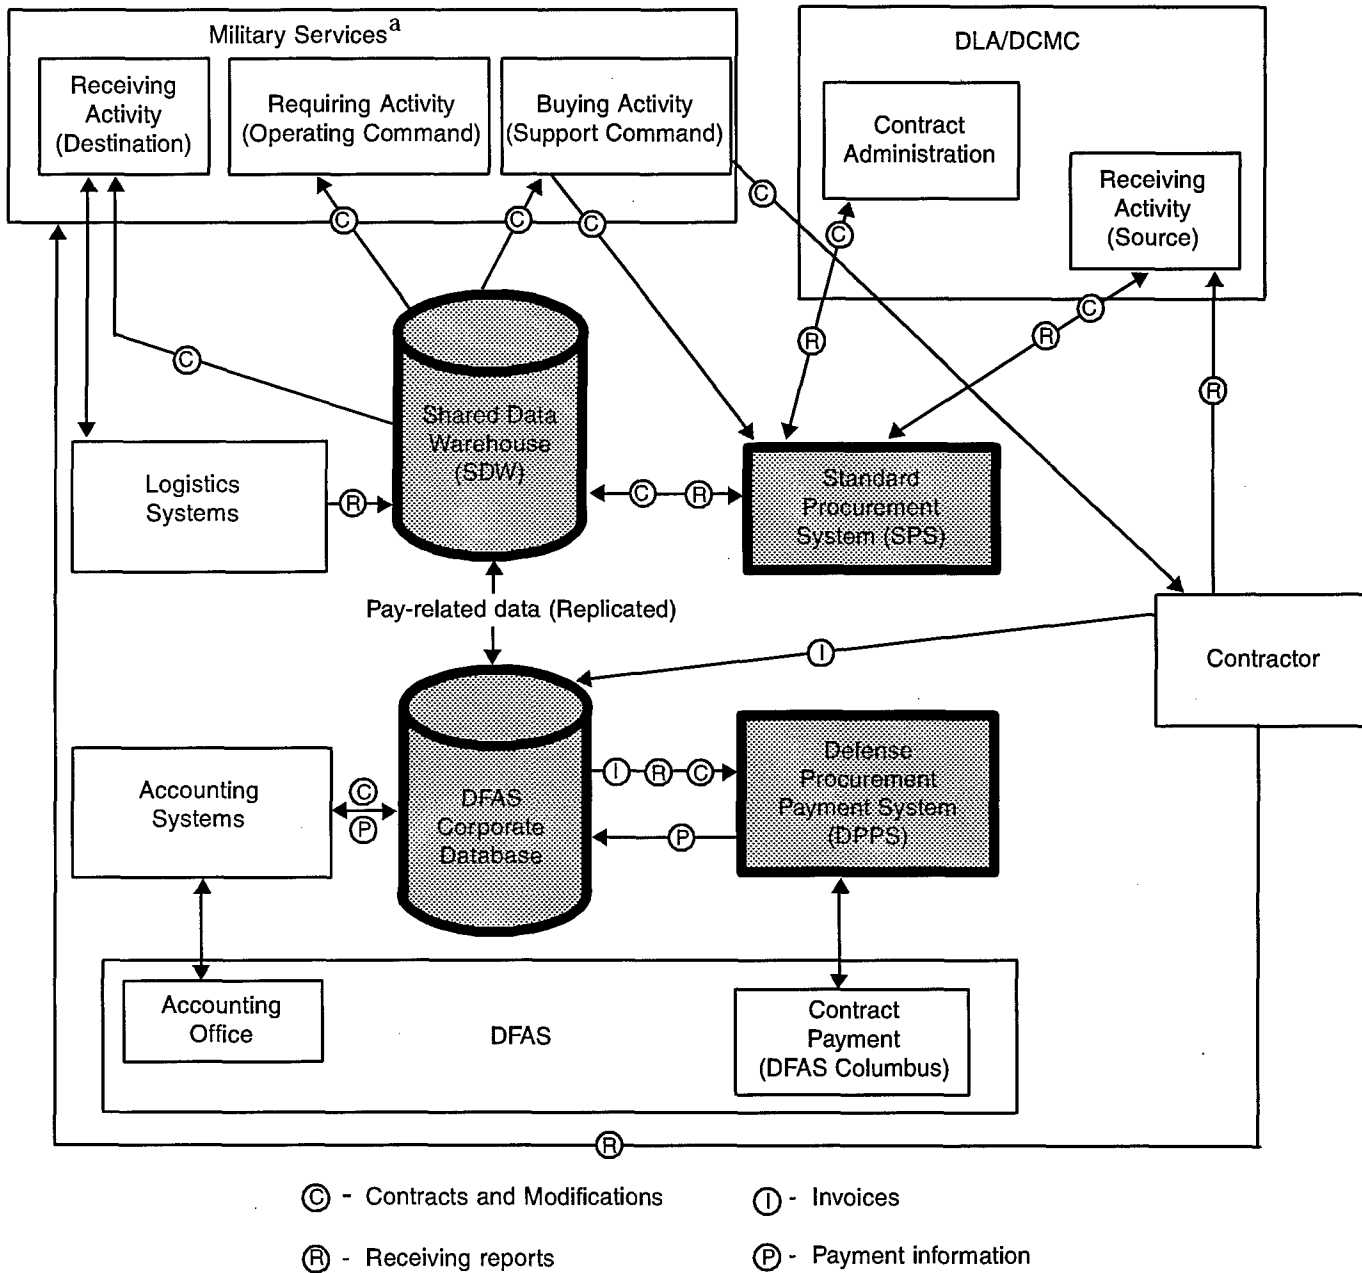 Military Servicesa
Receiving
Activity
(Destination)
Requiring Activity
(Operating Command)
Buying Activity
(Support Command)
DLA/DCMC
Contract
Administration
Receiving
Activity
(Source)
C
C
C
C
C
R
C
R
R
C
Shared Data
Warehouse
(SDW)
Logistics
Systems
R
C
R
Standard
Procurement
System (SPS)
Pay-related data (Replicated)
I
Contractor
Accounting
Systems
C
P
DFAS
Corporate
Database
I
R
C
P
Defense
Procurement
Payment System
(DPPS)
Accounting
Office
DFAS
Contract
Payment
(DFAS Columbus)
R
C - Contracts and Modifications
I - Invoices
R - Receiving reports
P - Payment information